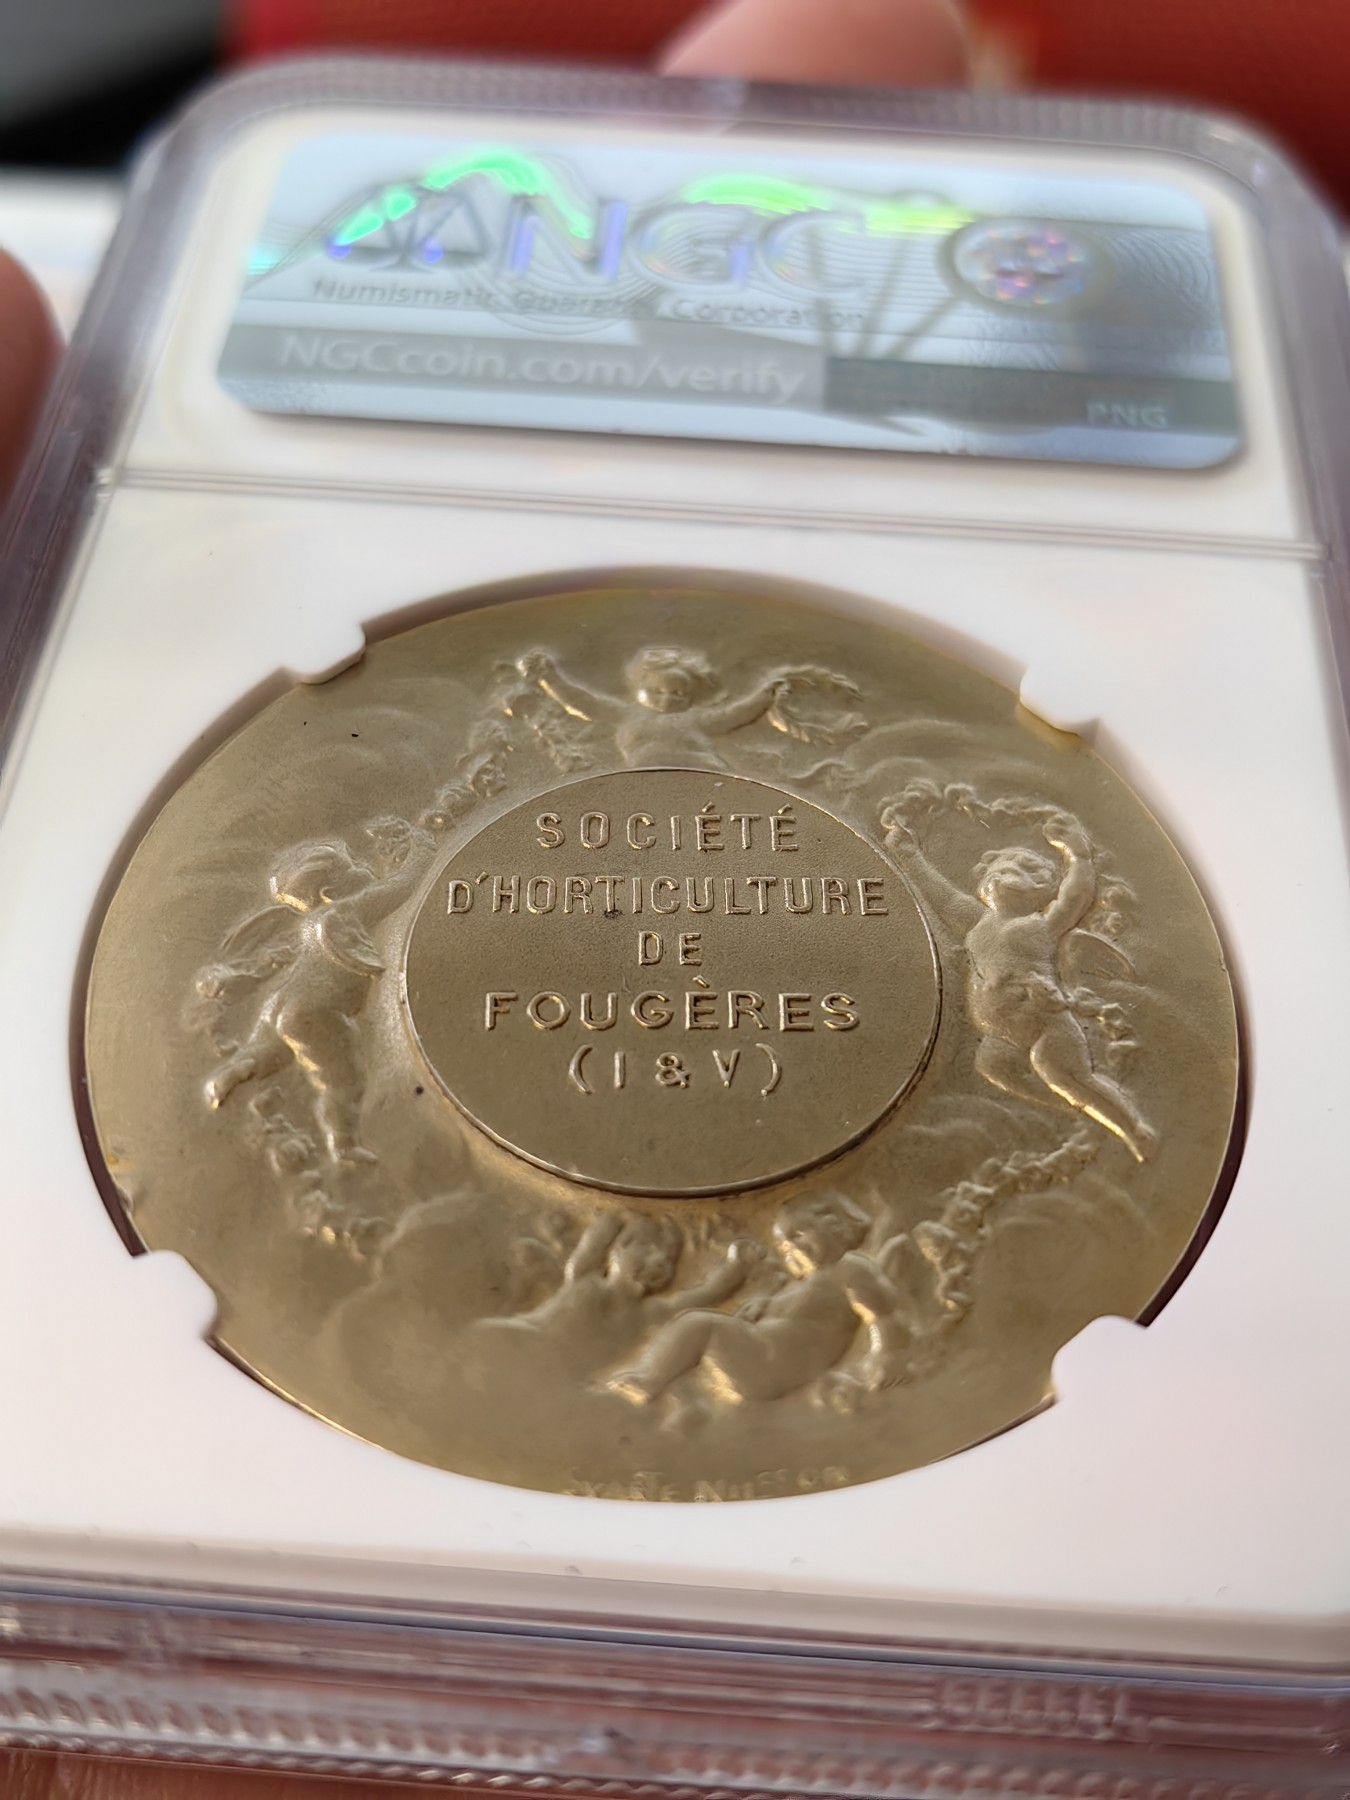 NGC
Numismatic Guaranty Corporation
NGCcoin.com/verify
PNG
SOCIÉTÉ
D'HORTICULTURE
DE
FOUGÈRES
(I & V)